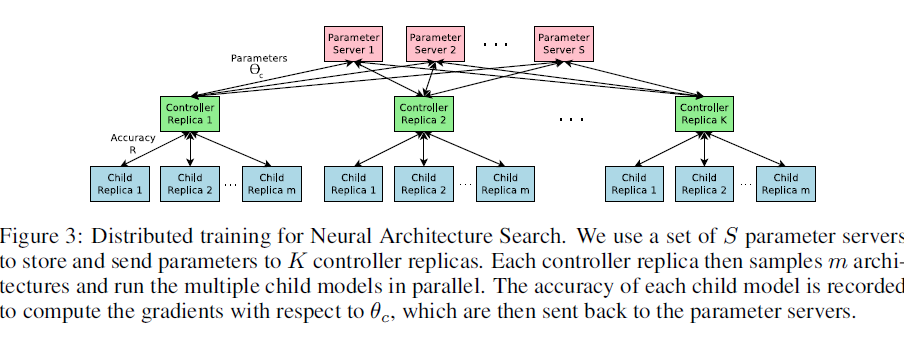 Parameter Server 1
Parameter Server 2
. . .
Parameter Server S
Parameters
Θc
Controller Replica 1
Controller Replica 2
. . .
Controller Replica K
Accuracy
R
Child Replica 1
Child Replica 2
...
Child Replica m
Child Replica 1
Child Replica 2
...
Child Replica m
Child Replica 1
Child Replica 2
...
Child Replica m
Figure 3: Distributed training for Neural Architecture Search. We use a set of S parameter servers
to store and send parameters to K controller replicas. Each controller replica then samples m archi-
tectures and run the multiple child models in parallel. The accuracy of each child model is recorded
to compute the gradients with respect to θc, which are then sent back to the parameter servers.